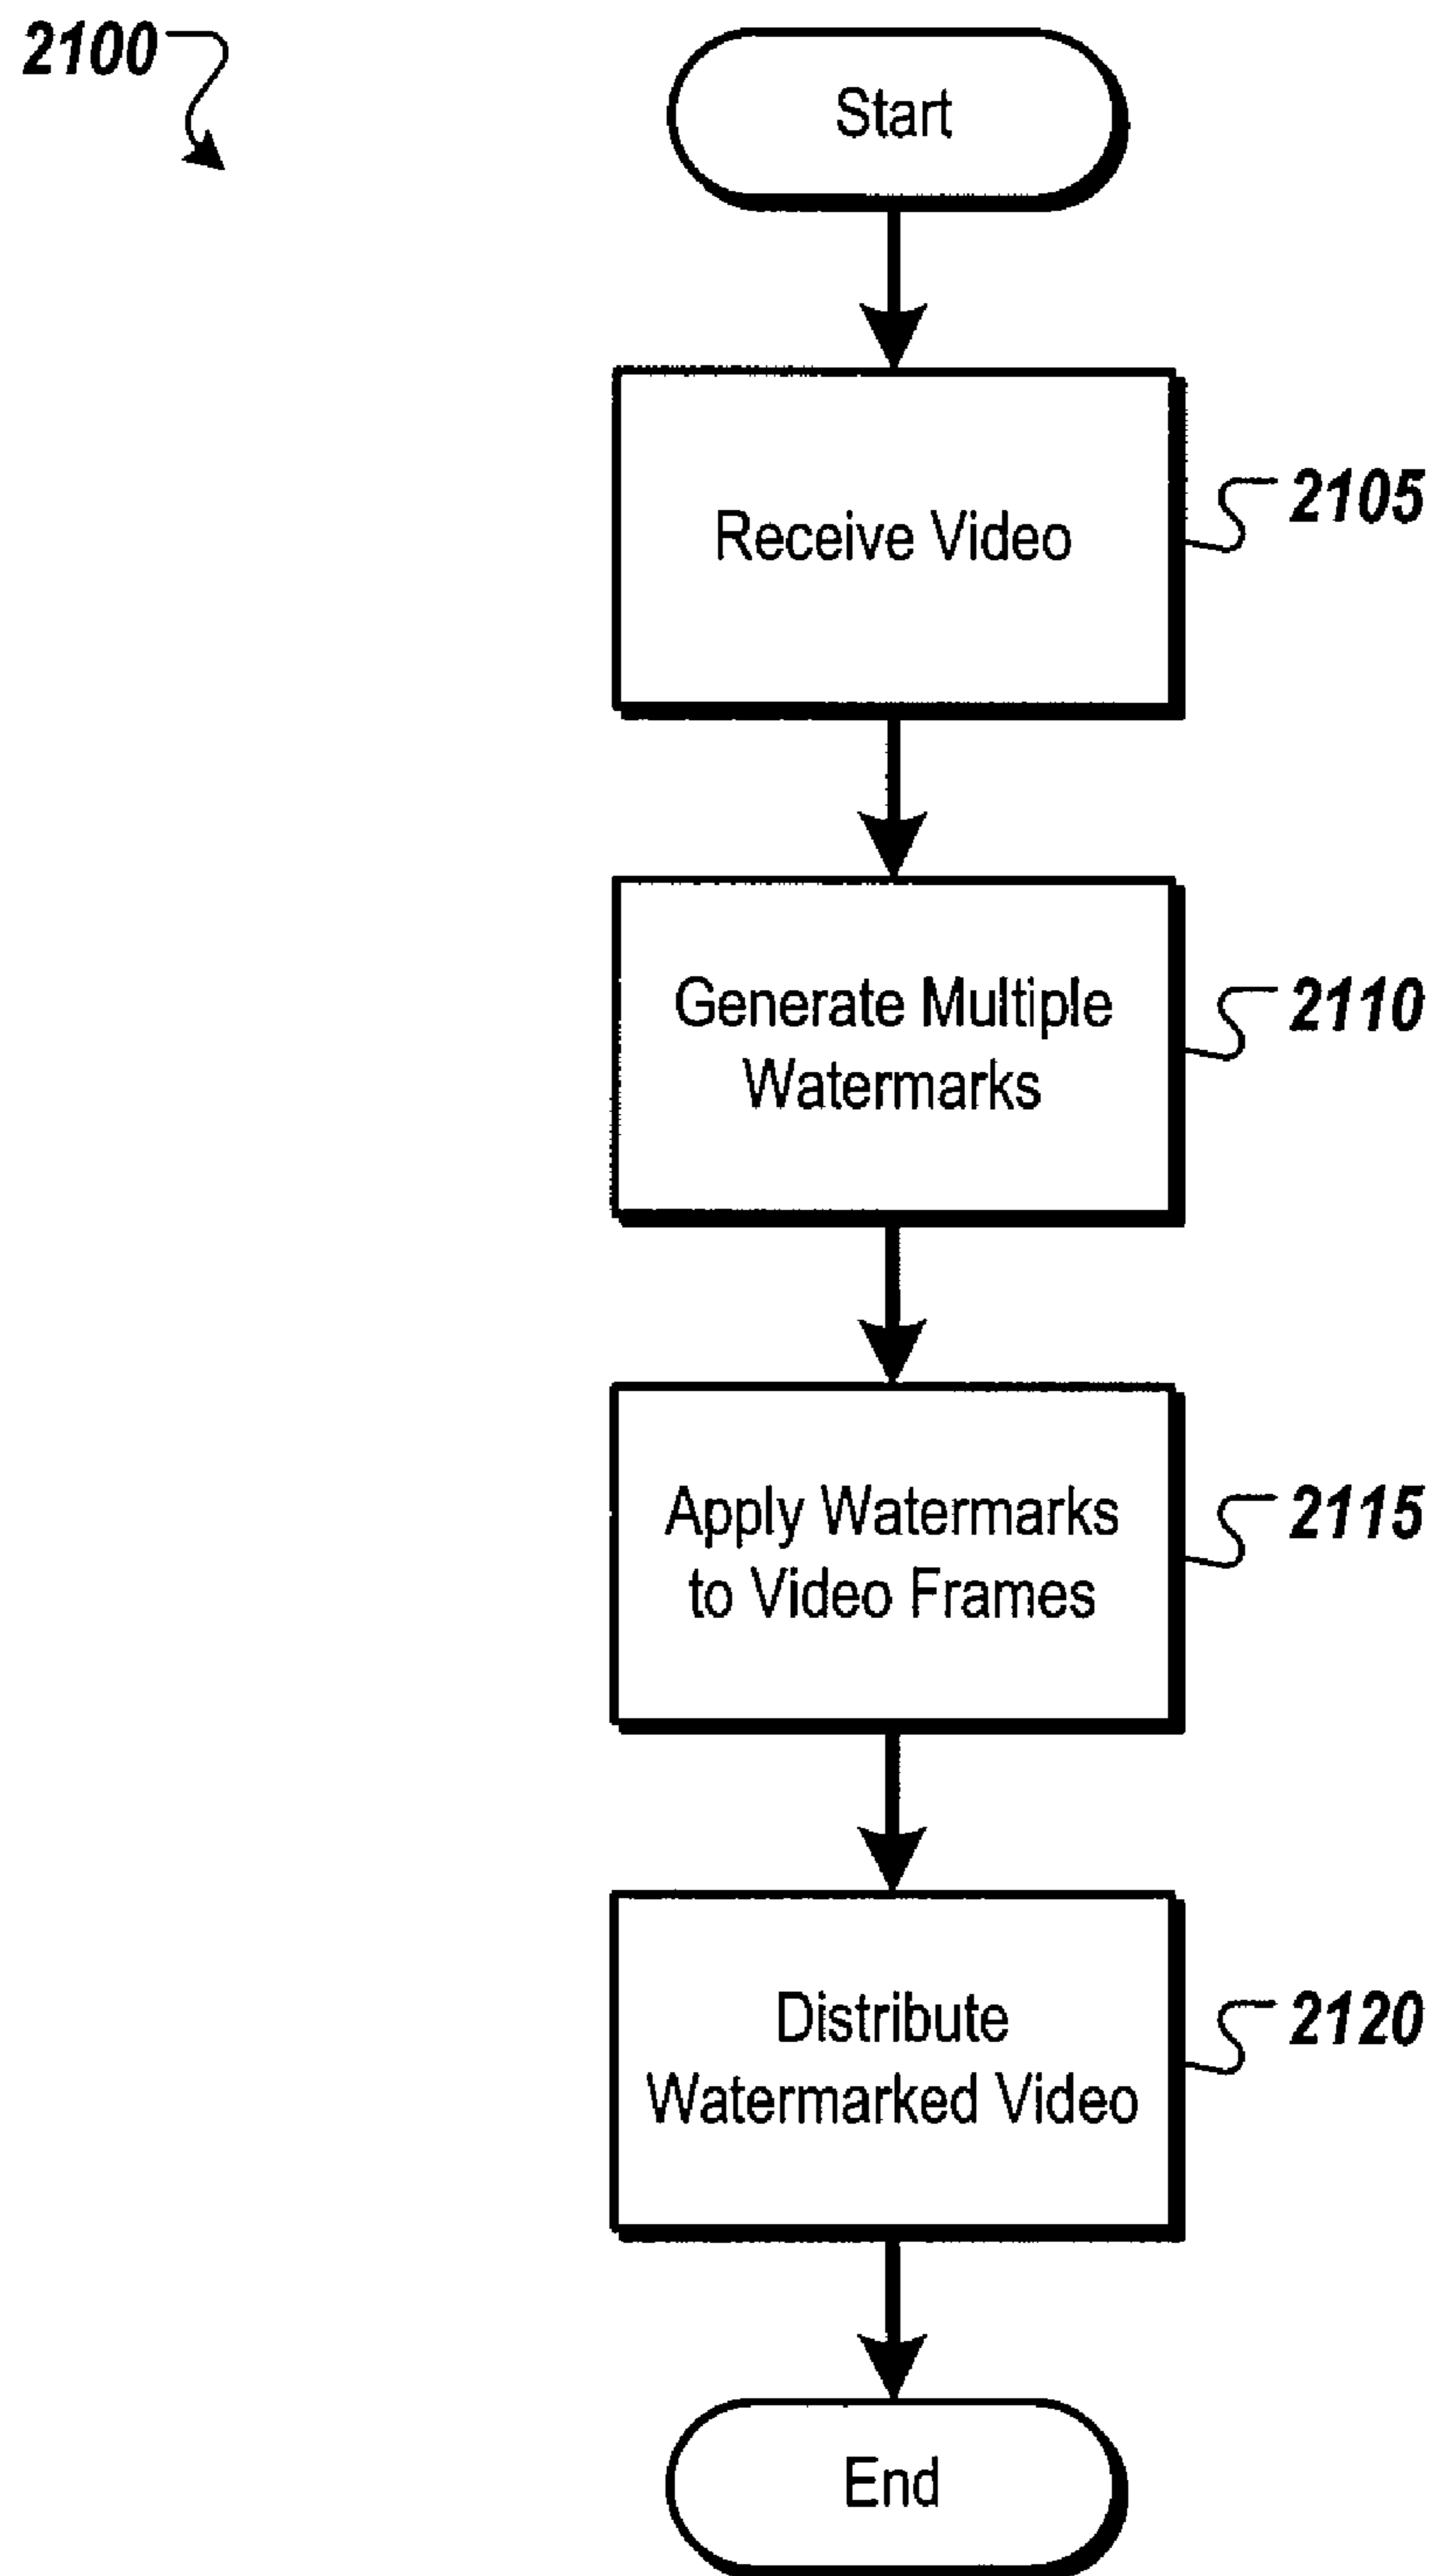 2100
Start
Receive Video
2105
Generate Multiple
Watermarks
2110
Apply Watermarks
to Video Frames
2115
Distribute
Watermarked Video
2120
End